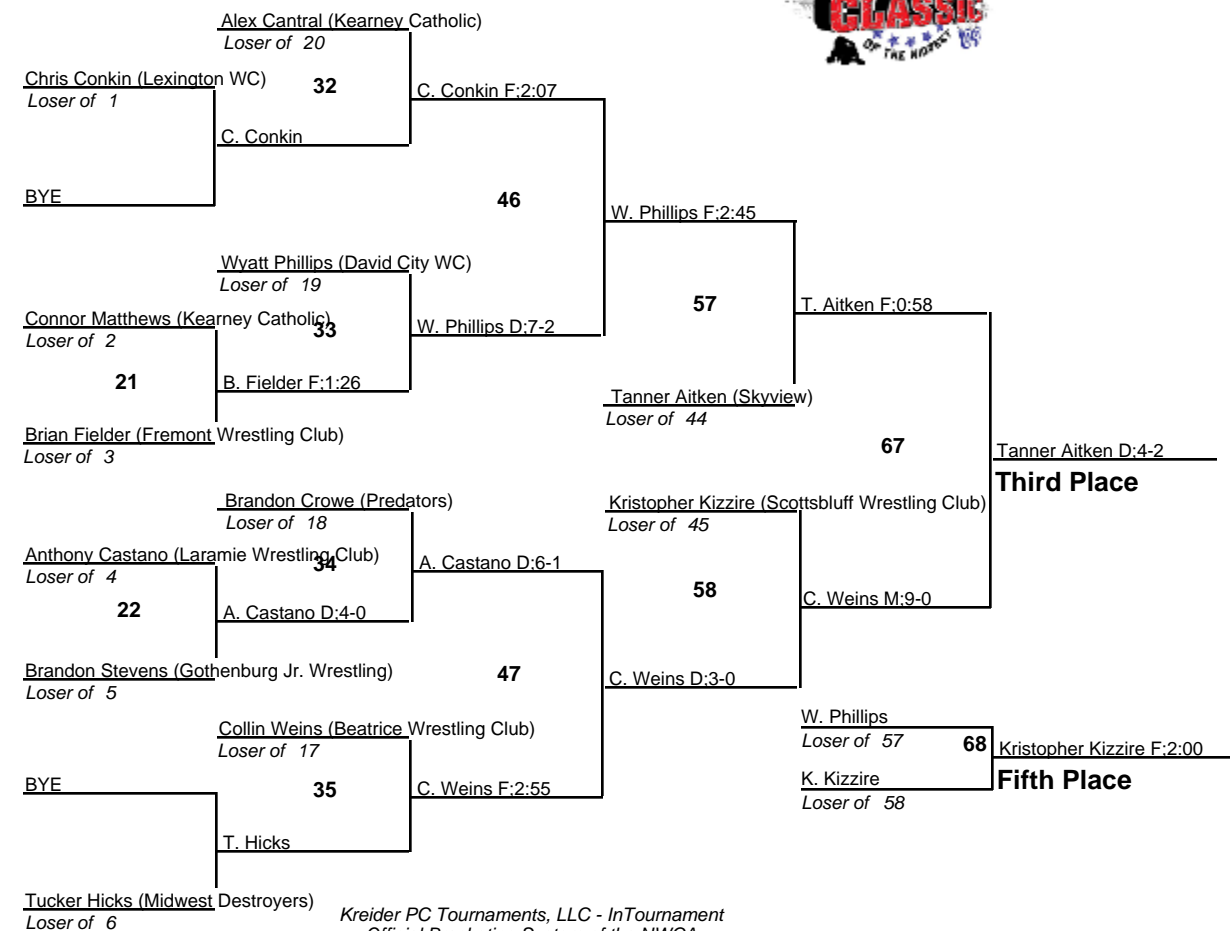 CLASSIC
OF THE MIDWEST
Alex Cantral (Kearney Catholic)
Loser of 20
Chris Conkin (Lexington WC)
Loser of 1
32
C. Conkin F;2:07
C. Conkin
BYE
46
W. Phillips F;2:45
Wyatt Phillips (David City WC)
Loser of 19
Connor Matthews (Kearney Catholic)
Loser of 2
33
W. Phillips D;7-2
57
T. Aitken F;0:58
21
B. Fielder F;1:26
Tanner Aitken (Skyview)
Loser of 44
Brian Fielder (Fremont Wrestling Club)
Loser of 3
67
Tanner Aitken D;4-2
Third Place
Brandon Crowe (Predators)
Loser of 18
Kristopher Kizzire (Scottsbluff Wrestling Club)
Loser of 45
Anthony Castano (Laramie Wrestling Club)
Loser of 4
34
A. Castano D;6-1
58
C. Weins M;9-0
22
A. Castano D;4-0
Brandon Stevens (Gothenburg Jr. Wrestling)
Loser of 5
47
C. Weins D;3-0
Collin Weins (Beatrice Wrestling Club)
Loser of 17
W. Phillips
Loser of 57
68
Kristopher Kizzire F;2:00
Fifth Place
K. Kizzire
Loser of 58
BYE
35
C. Weins F;2:55
T. Hicks
Tucker Hicks (Midwest Destroyers)
Loser of 6
Kreider PC Tournaments, LLC - InTournament